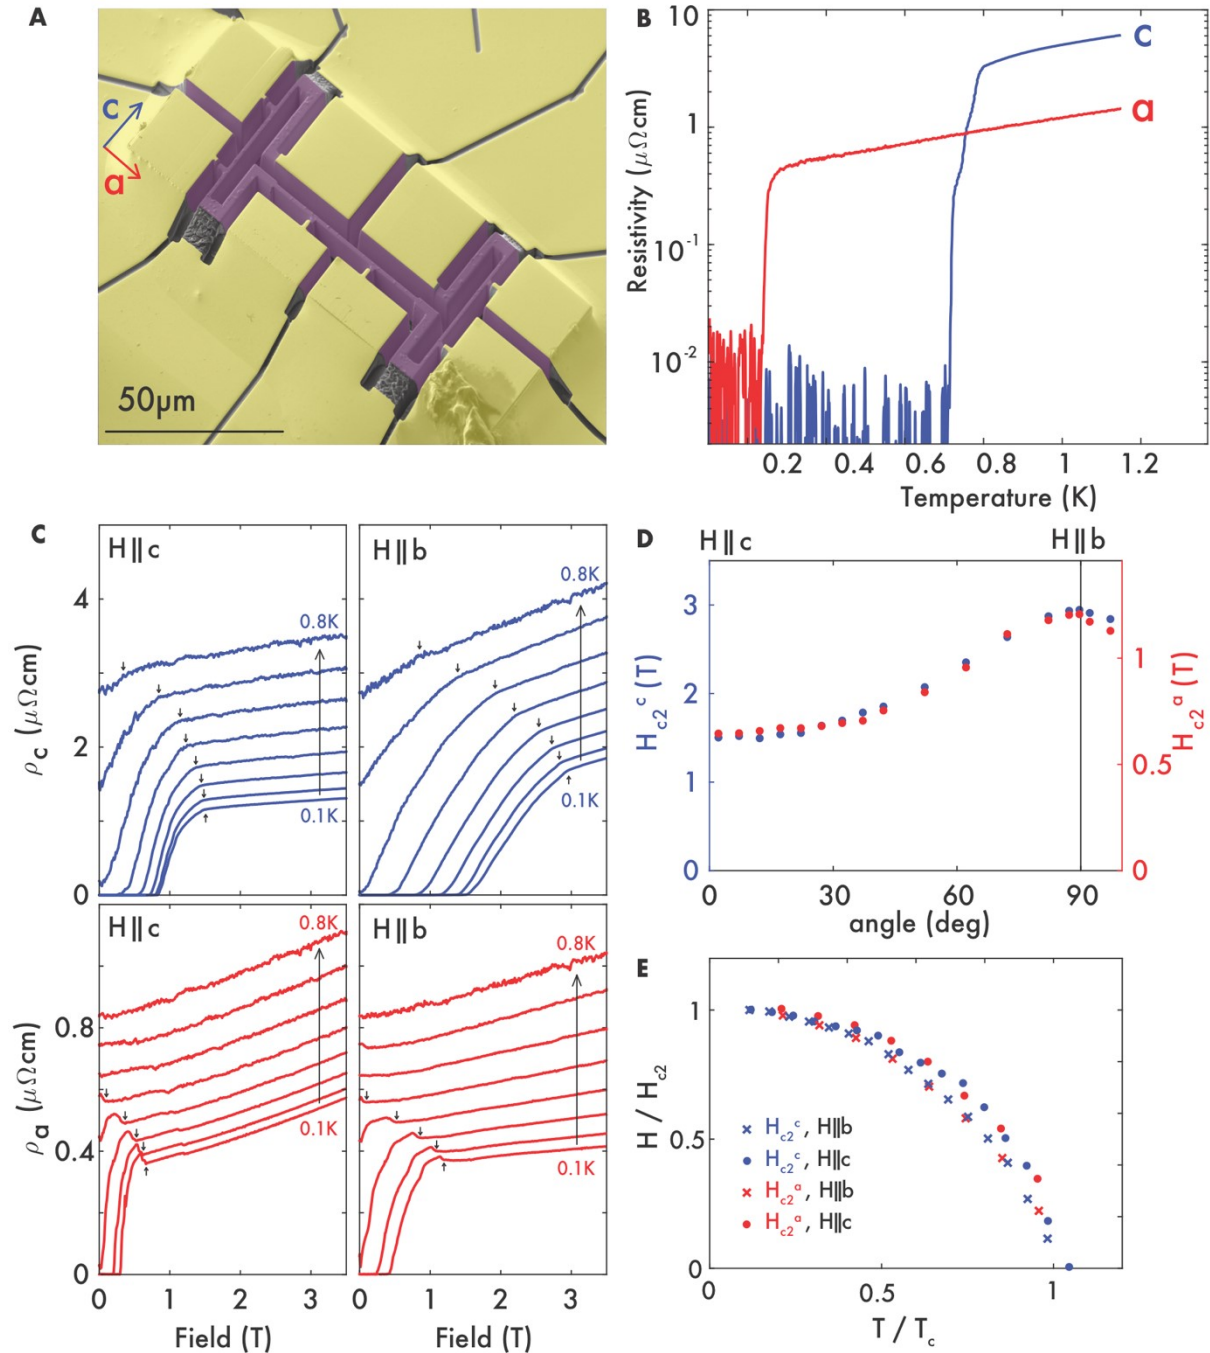 A
c
a
50μm
B
10
1
10⁻¹
10⁻²
Resistivity (μΩcm)
c
a
0.2 0.4 0.6 0.8 1 1.2
Temperature (K)
C
H∥c
H∥b
0.8K
0.8K
4
2
0
ρc (μΩcm)
0.1K
0.1K
H∥c
H∥b
0.8K
0.8K
0.8
0.4
0
ρa (μΩcm)
0.1K
0.1K
0 1 2 3
0 1 2 3
Field (T)
Field (T)
D
H∥c
H∥b
3
2
1
0
Hc2ᶜ (T)
1
0.5
0
Hc2ᵃ (T)
0 30 60 90
angle (deg)
E
1
0.5
0
H / Hc2
Hc2ᶜ, H∥b
Hc2ᶜ, H∥c
Hc2ᵃ, H∥b
Hc2ᵃ, H∥c
0 0.5 1
T / Tc